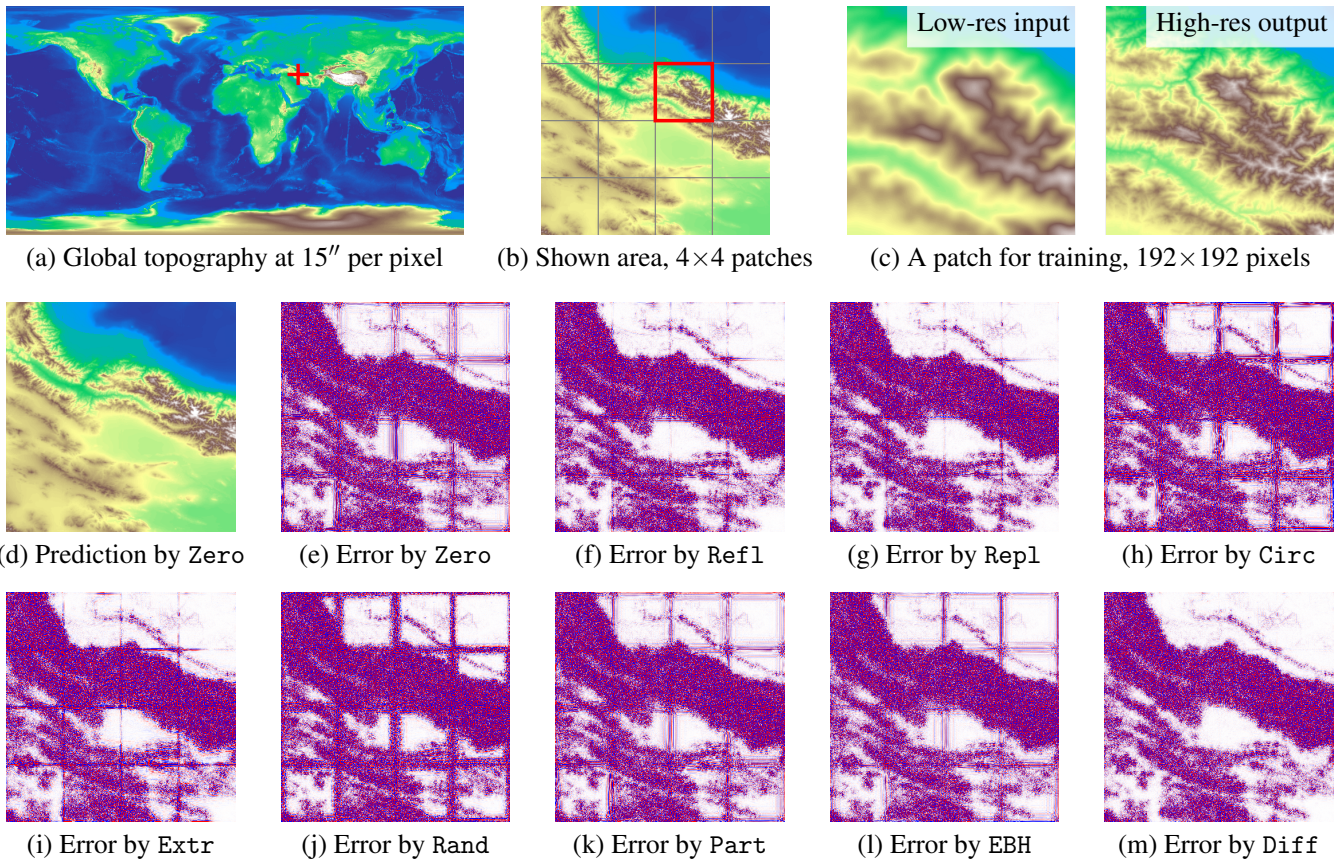 Low-res input
High-res output
(a) Global topography at 15″ per pixel
(b) Shown area, 4×4 patches
(c) A patch for training, 192×192 pixels
(d) Prediction by Zero
(e) Error by Zero
(f) Error by Refl
(g) Error by Repl
(h) Error by Circ
(i) Error by Extr
(j) Error by Rand
(k) Error by Part
(l) Error by EBH
(m) Error by Diff